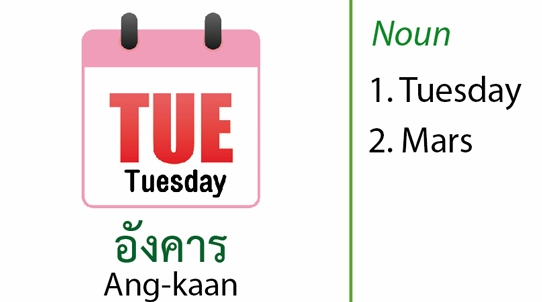 TUE
Tuesday
อังคาร
Ang-kaan
Noun
1. Tuesday
2. Mars